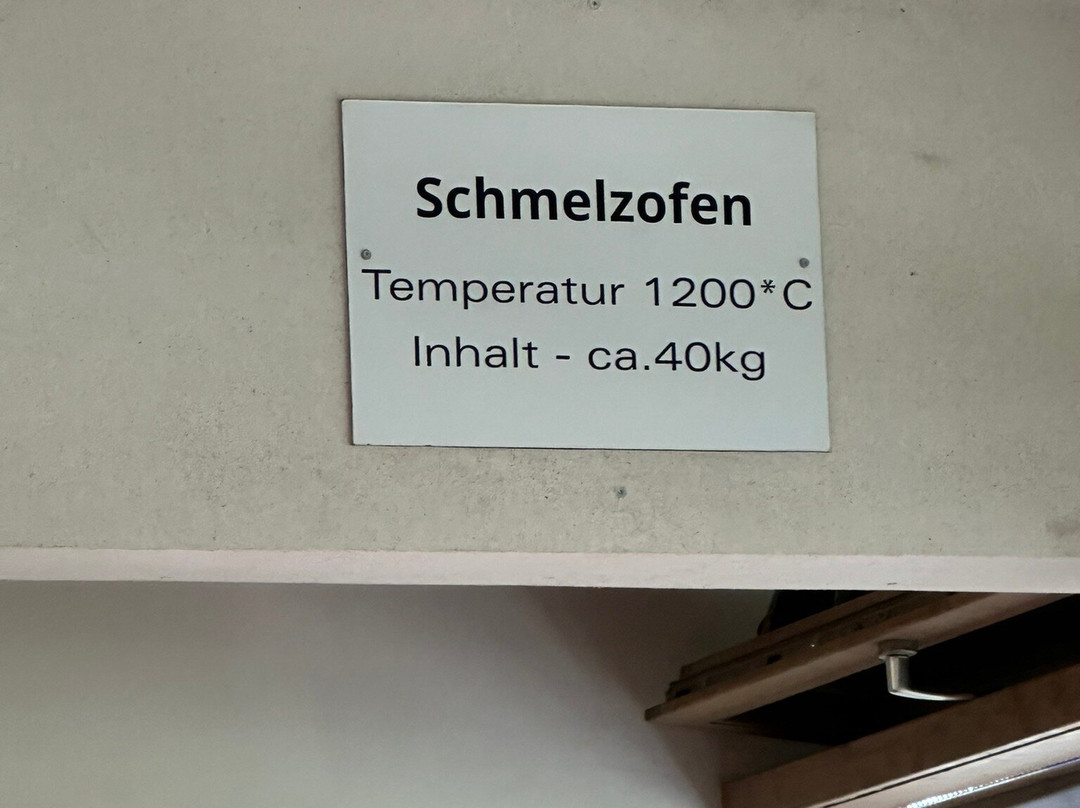 Schmelzofen
Temperatur 1200*C
Inhalt - ca.40kg